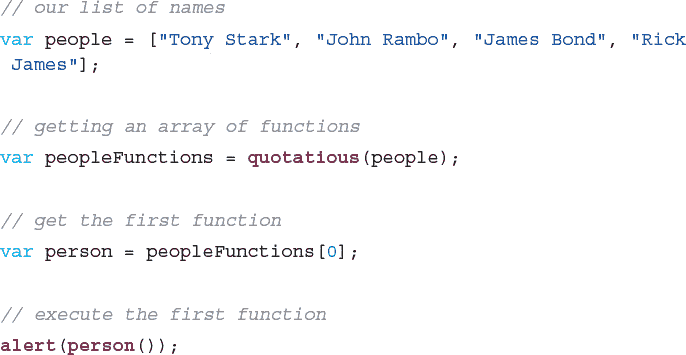 // our list of names
var people = ["Tony Stark", "John Rambo", "James Bond", "Rick
James"];
// getting an array of functions
var peopleFunctions = quotatious(people);
// get the first function
var person = peopleFunctions[0];
// execute the first function
alert(person());